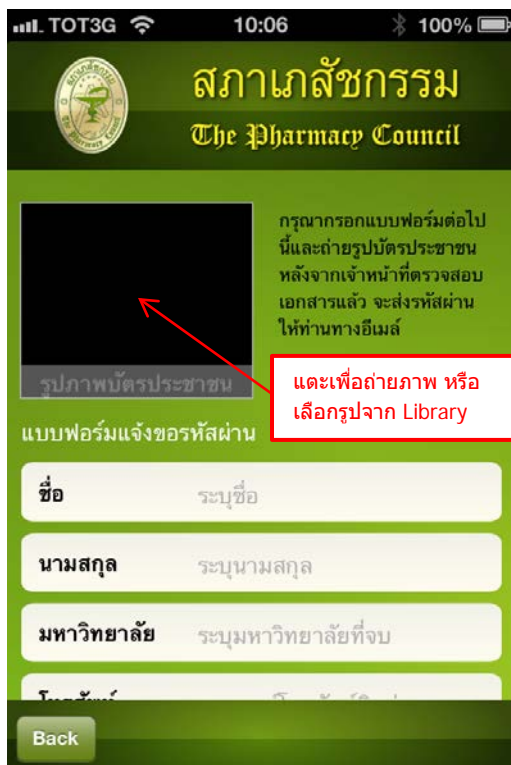 TOT3G 10:06 100%
สภาเภสัชกรรม
The Pharmacy Council
กรุณากรอกแบบฟอร์มต่อไป
นี้และถ่ายรูปบัตรประชาชน
หลังจากเจ้าหน้าที่ตรวจสอบ
เอกสารแล้ว จะส่งรหัสผ่าน
ให้ท่านทางอีเมล์
รูปภาพบัตรประชาชน
แตะเพื่อถ่ายภาพ หรือ
เลือกรูปจาก Library
แบบฟอร์มแจ้งขอรหัสผ่าน
ชื่อ ระบุชื่อ
นามสกุล ระบุนามสกุล
มหาวิทยาลัย ระบุมหาวิทยาลัยที่จบ
Back